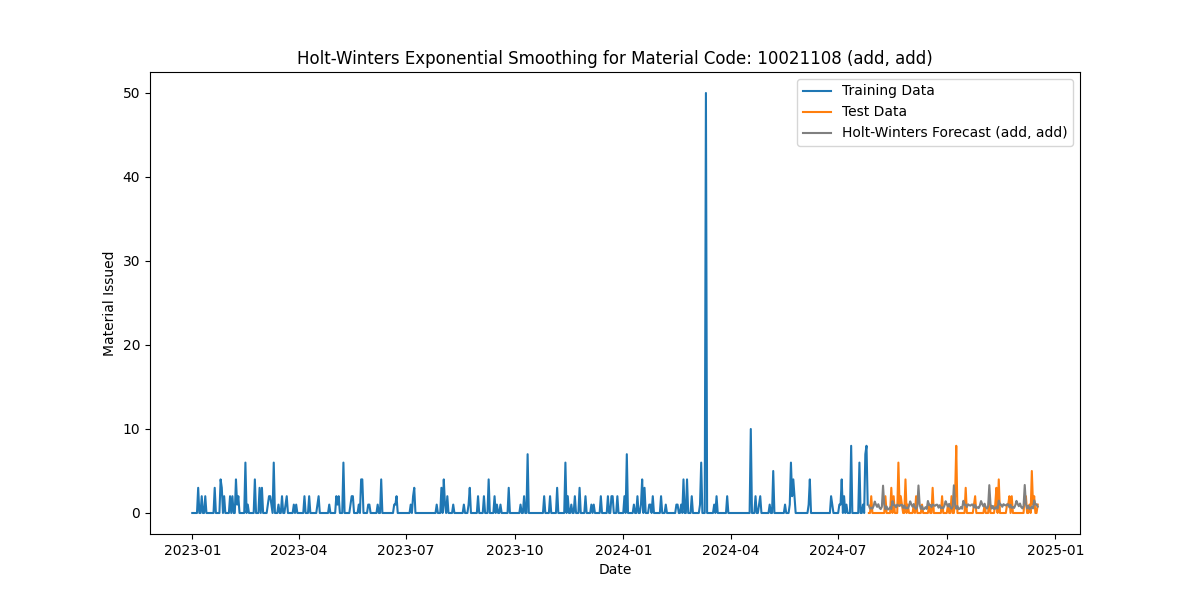 Holt-Winters Exponential Smoothing for Material Code: 10021108 (add, add)
Training Data
Test Data
Holt-Winters Forecast (add, add)
50
40
30
20
10
0
Material Issued
2023-01 2023-04 2023-07 2023-10 2024-01 2024-04 2024-07 2024-10 2025-01
Date